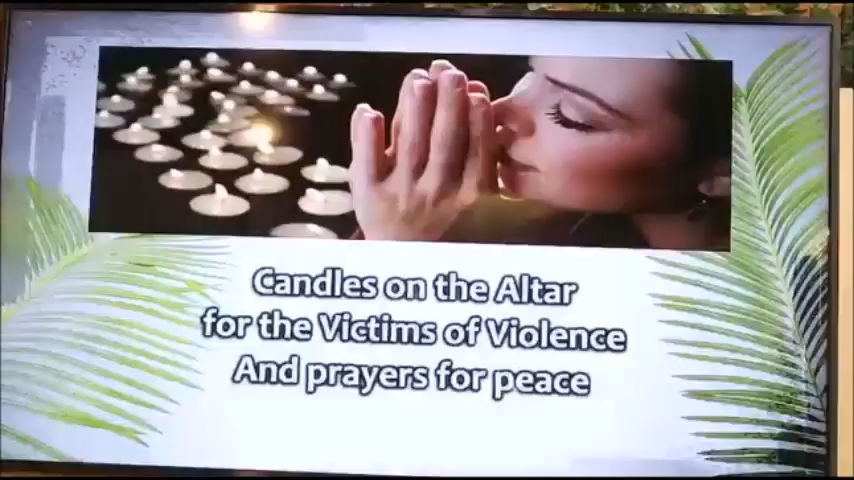 Candles on the Altar
for the Victims of Violence
And prayers for peace